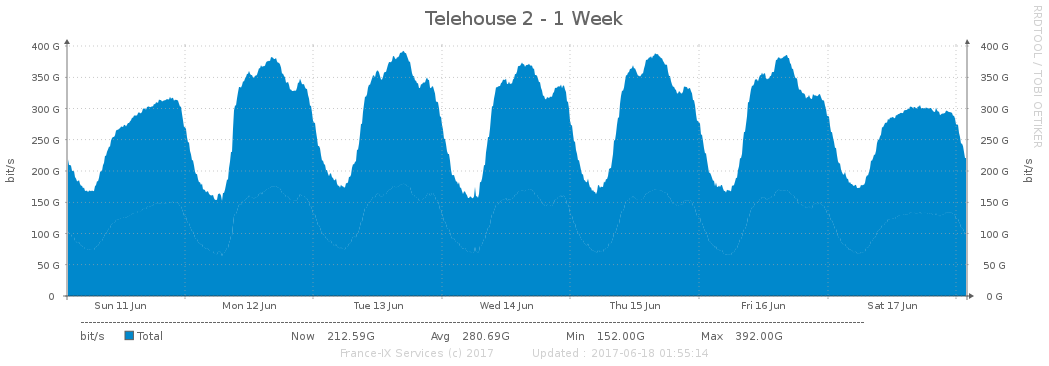 Telehouse 2 - 1 Week
RRDTOOL / TOBI OETIKER
400 G 400 G
350 G 350 G
300 G 300 G
250 G 250 G
200 G 200 G
150 G 150 G
100 G 100 G
50 G 50 G
0 0 G
bit/s bit/s
Sun 11 Jun Mon 12 Jun Tue 13 Jun Wed 14 Jun Thu 15 Jun Fri 16 Jun Sat 17 Jun
bit/s Total Now 212.59G Avg 280.69G Min 152.00G Max 392.00G
France-IX Services (c) 2017 Updated : 2017-06-18 01:55:14